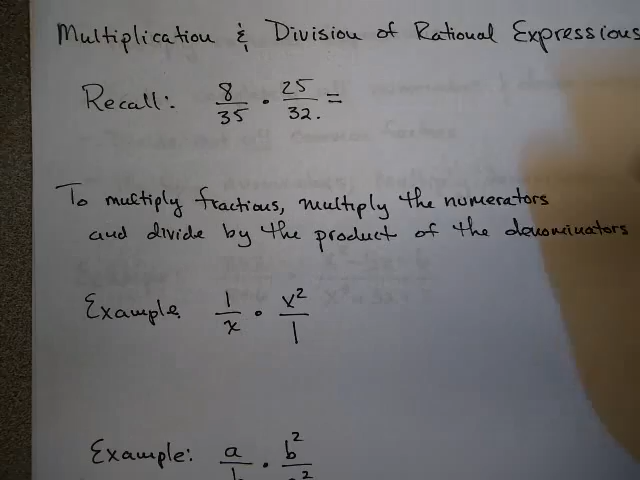 Multiplication & Division of Rational Expressions
Recall: 8/35 · 25/32. =
To multiply fractions, multiply the numerators
and divide by the product of the denominators
Example 1/x · x²/1
Example: a/b · b²/a²